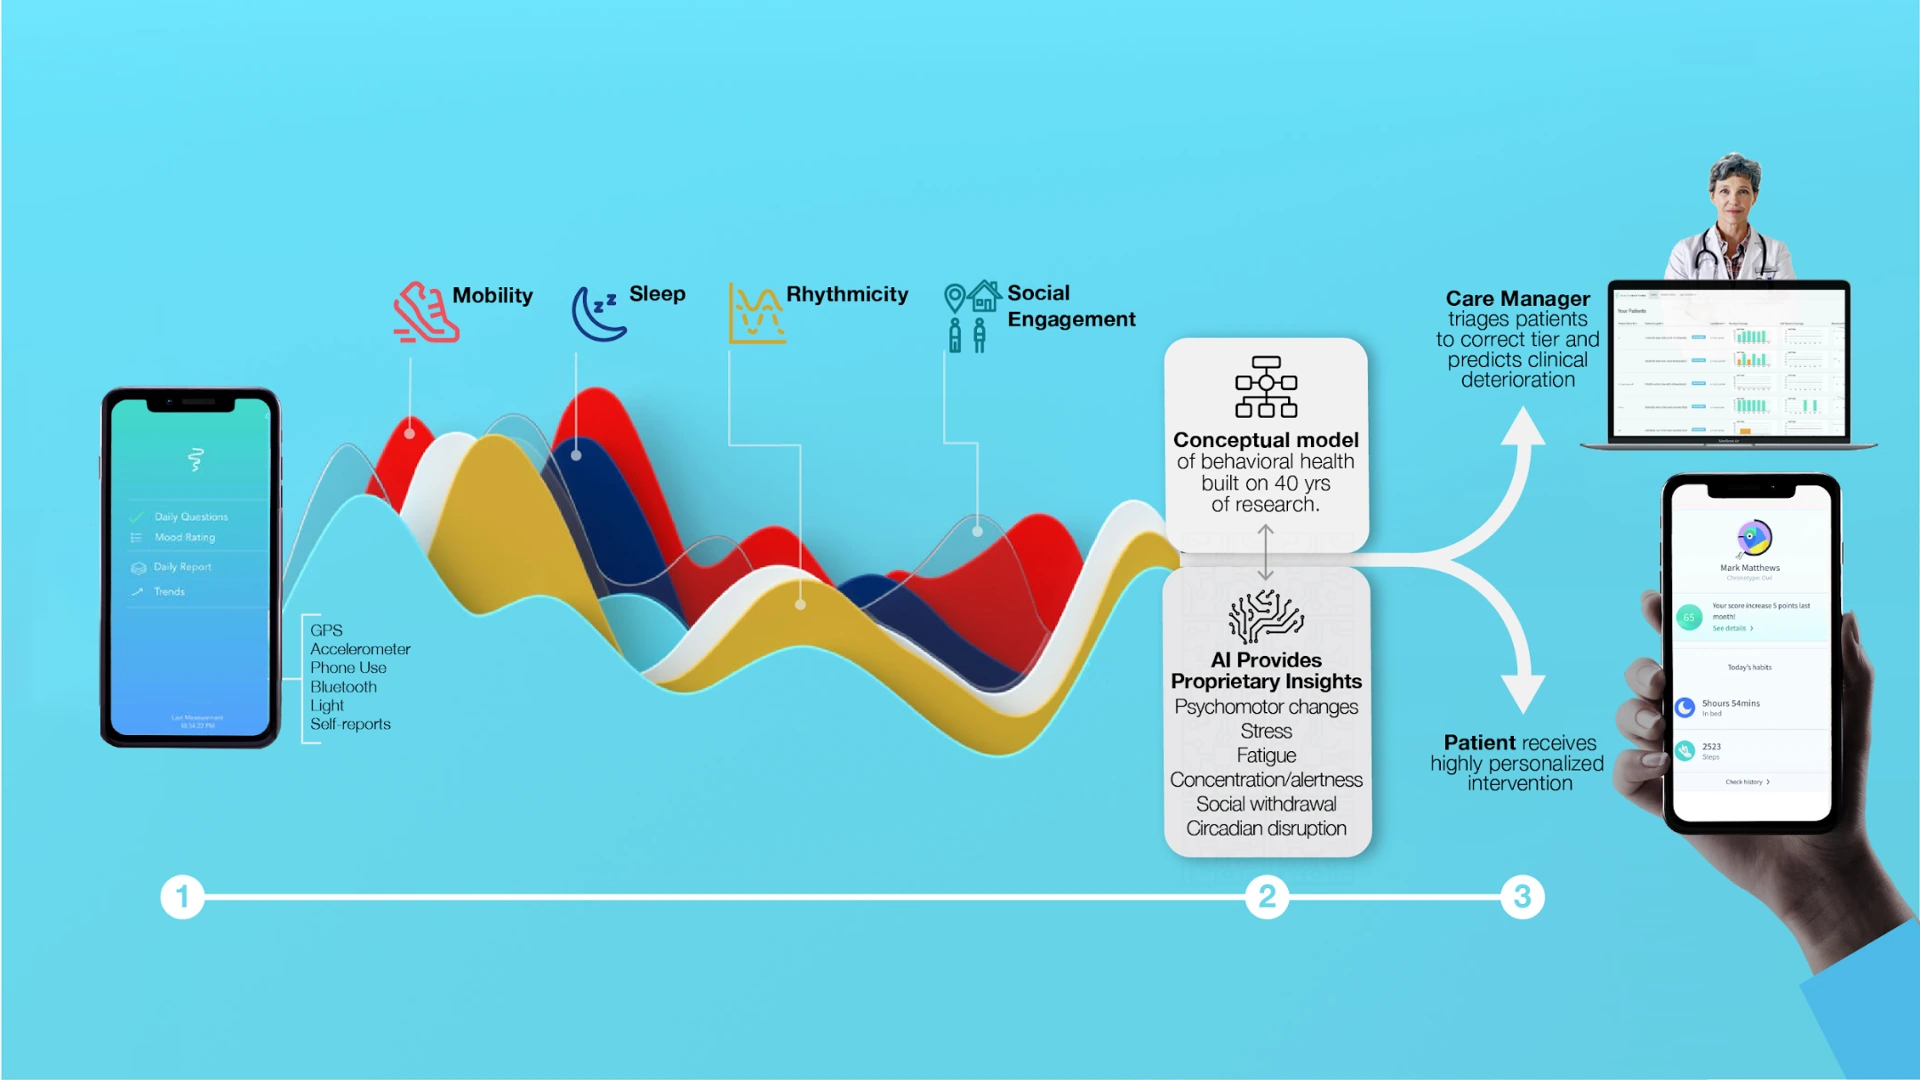 Mobility
Sleep
Rhythmicity
Social
Engagement
Daily Questions
Mood Rating
Daily Report
Trends
Last Measurement
GPS
Accelerometer
Phone Use
Bluetooth
Light
Self-reports
Conceptual model
of behavioral health
built on 40 yrs
of research.
AI Provides
Proprietary Insights
Psychomotor changes
Stress
Fatigue
Concentration/alertness
Social withdrawal
Circadian disruption
Care Manager
triages patients
to correct tier and
predicts clinical
deterioration
Your Patients
Patient receives
highly personalized
intervention
Mark Matthews
Chronotype: Owl
65
Your score increase 5 points last
month!
See details >
Today's habits
5hours 54mins
In bed
2523
Steps
Check history >
1
2
3